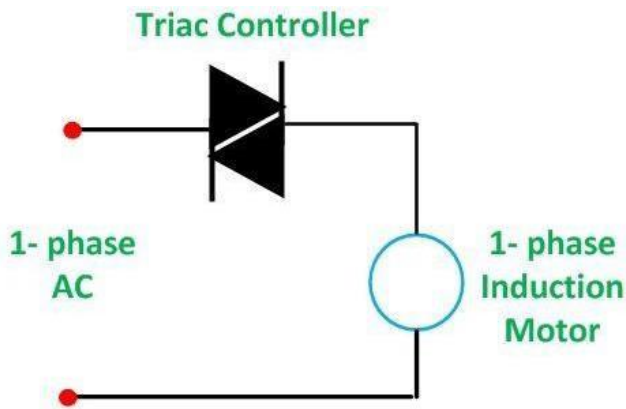 Triac Controller
1- phase
AC
1- phase
Induction
Motor